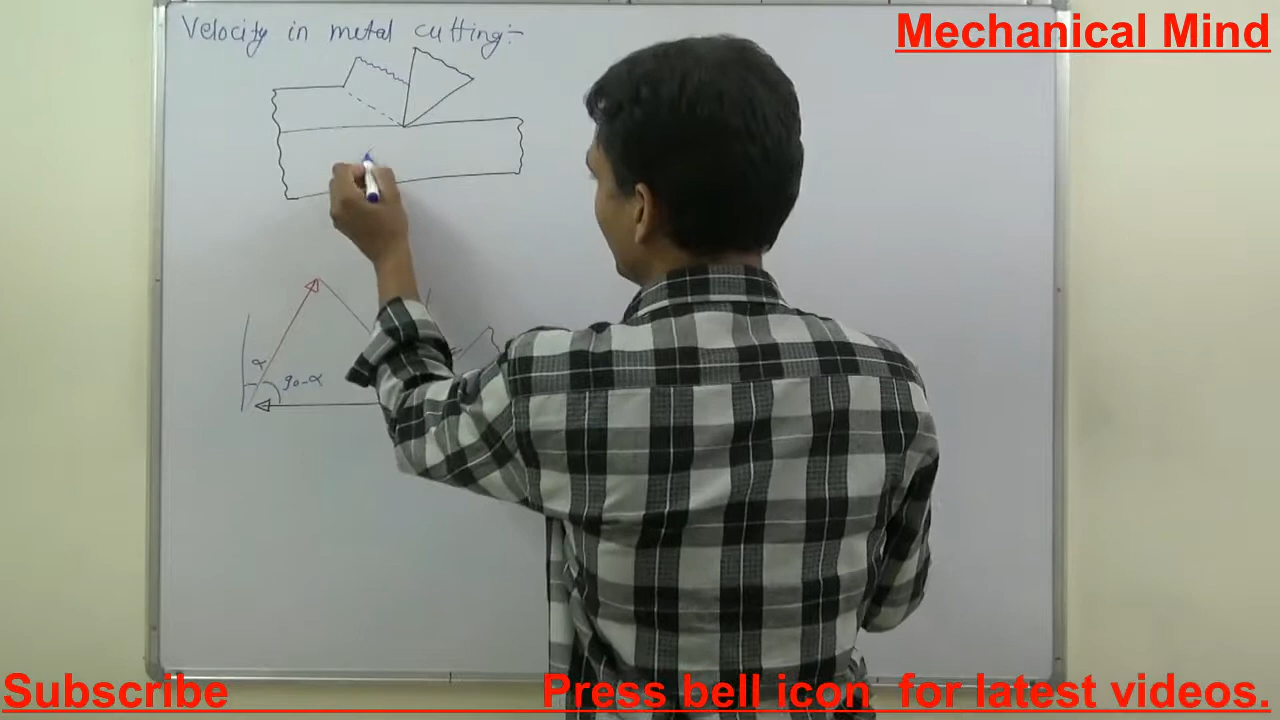 Mechanical Mind
Velocity in metal cutting:-
α
90-α
Subscribe
Press bell icon for latest videos.